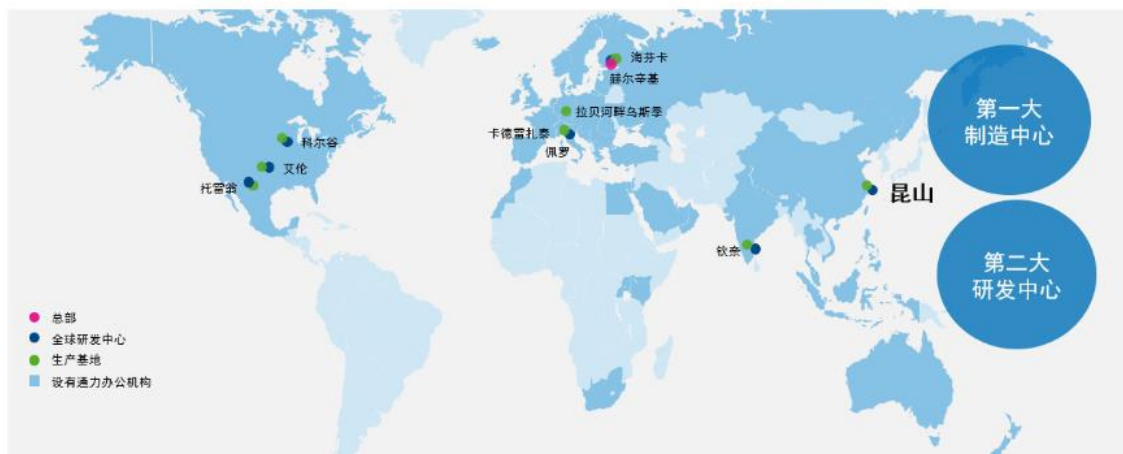 海芬卡
赫尔辛基
拉贝河畔乌斯季
卡德雷扎泰
佩罗
科尔谷
艾伦
托雷翁
昆山
钦奈
第一大
制造中心
第二大
研发中心
总部
全球研发中心
生产基地
设有通力办公机构